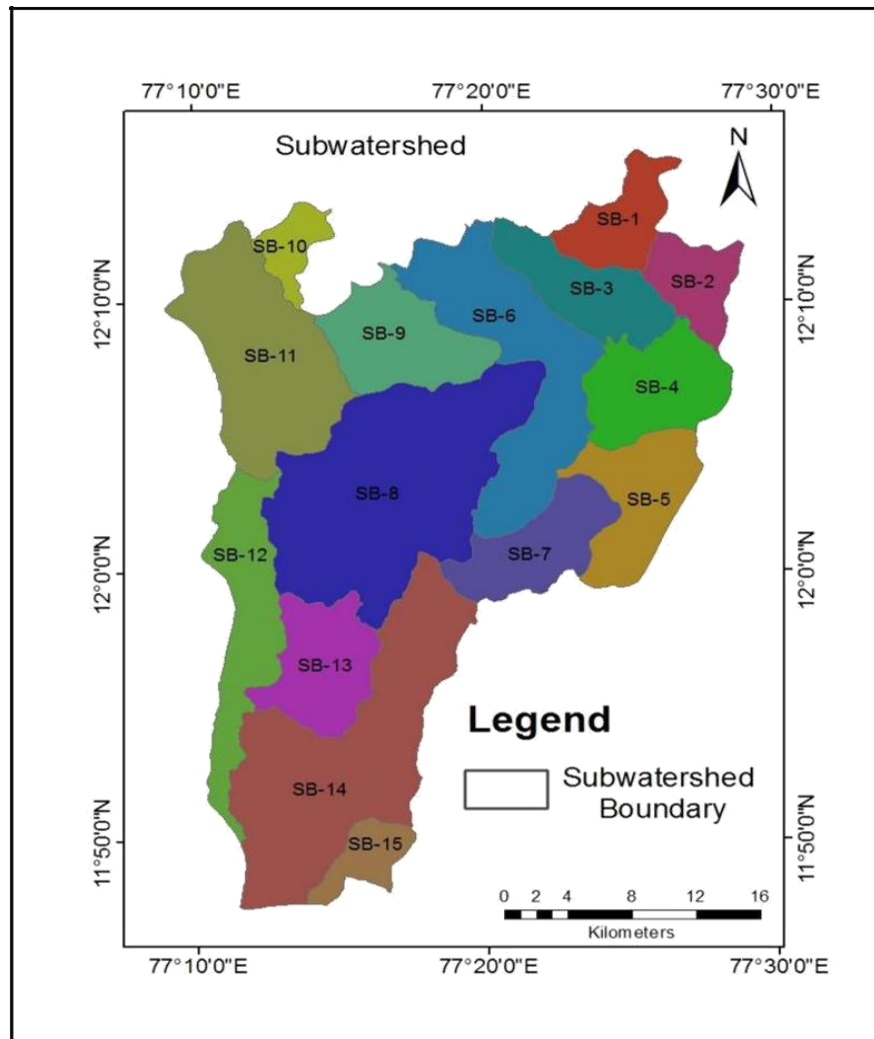 77°10'0"E 77°20'0"E 77°30'0"E
Subwatershed
N
SB-1
SB-10
SB-2
SB-3
12°10'0"N
12°10'0"N
SB-6
SB-9
SB-11
SB-4
SB-8
SB-5
SB-12
SB-7
12°0'0"N
12°0'0"N
SB-13
Legend
Subwatershed
Boundary
SB-14
SB-15
11°50'0"N
11°50'0"N
0 2 4 8 12 16
Kilometers
77°10'0"E 77°20'0"E 77°30'0"E